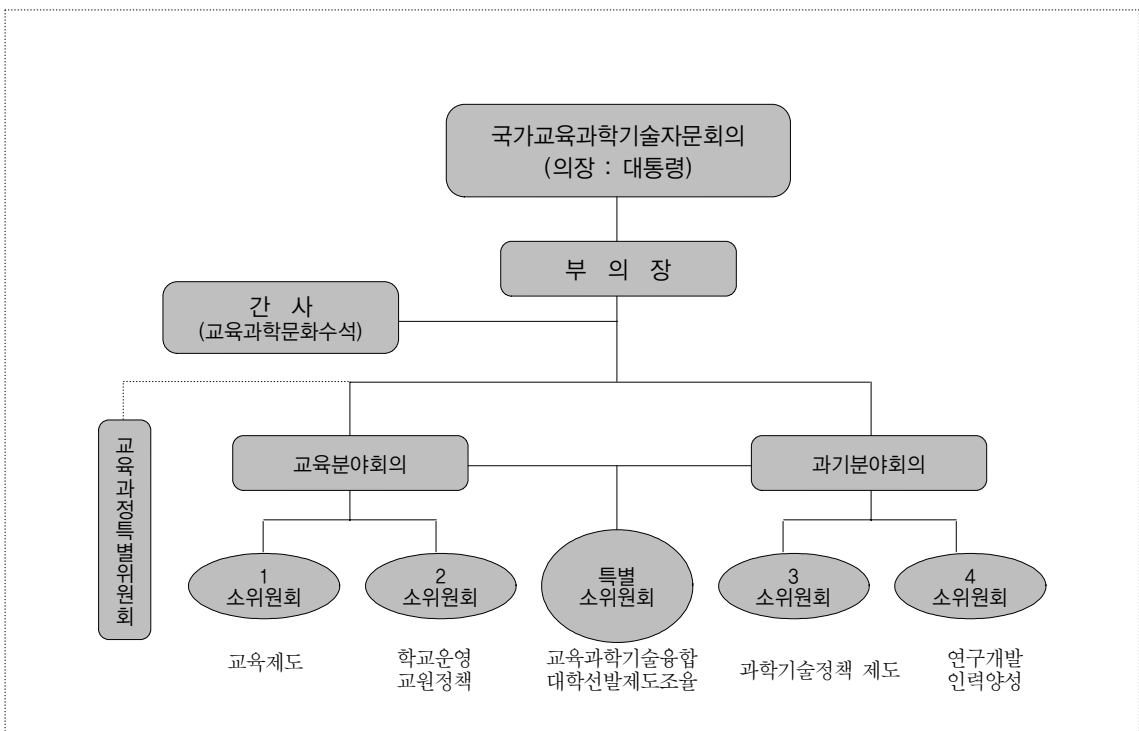 국가교육과학기술자문회의
(의장 : 대통령)
부 의 장
간 사
(교육과학문화수석)
교육과정특별위원회
교육분야회의
과기분야회의
1
소위원회
2
소위원회
특별
소위원회
3
소위원회
4
소위원회
교육제도
학교운영
교원정책
교육과학기술융합
대학선발제도조율
과학기술정책 제도
연구개발
인력양성